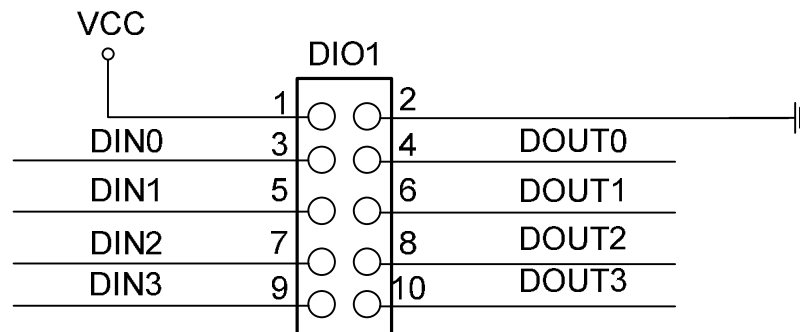 VCC
DIO1
1 2
DIN0 3 4 DOUT0
DIN1 5 6 DOUT1
DIN2 7 8 DOUT2
DIN3 9 10 DOUT3